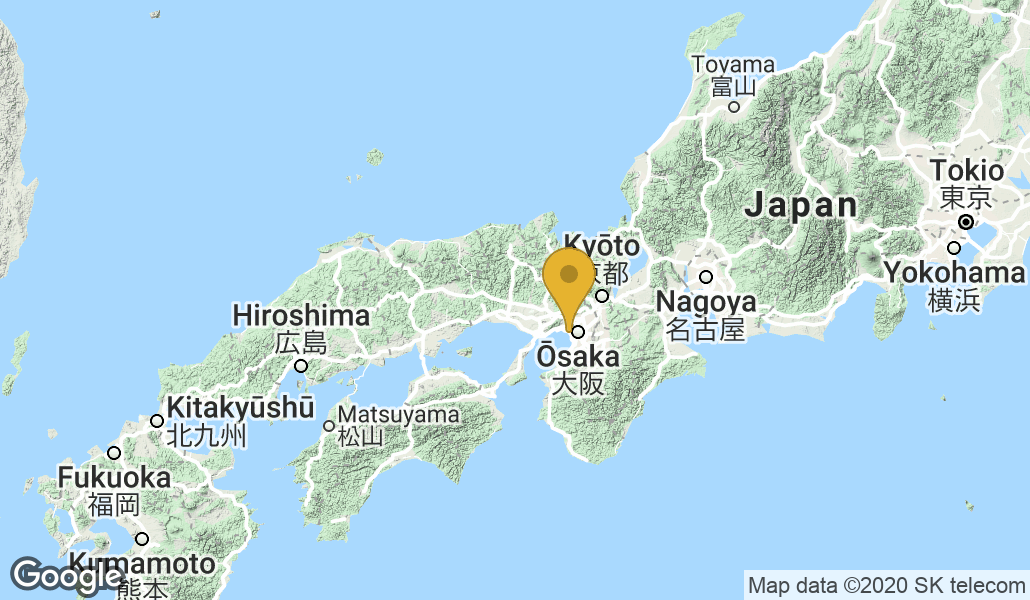 Toyama
富山
Tokio
東京
Japan
Kyōto
京都
Yokohama
横浜
Nagoya
名古屋
Hiroshima
広島
Ōsaka
大阪
Kitakyūshū
北九州
Matsuyama
松山
Fukuoka
福岡
Kumamoto
熊本
Google
Map data ©2020 SK telecom